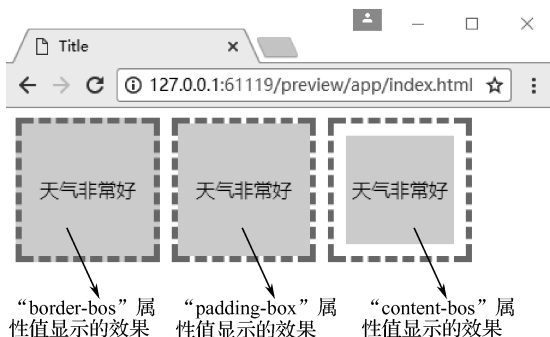 Title
127.0.0.1:61119/preview/app/index.html
天气非常好
天气非常好
天气非常好
“border-bos”属
性值显示的效果
“padding-box”属
性值显示的效果
“content-bos”属
性值显示的效果